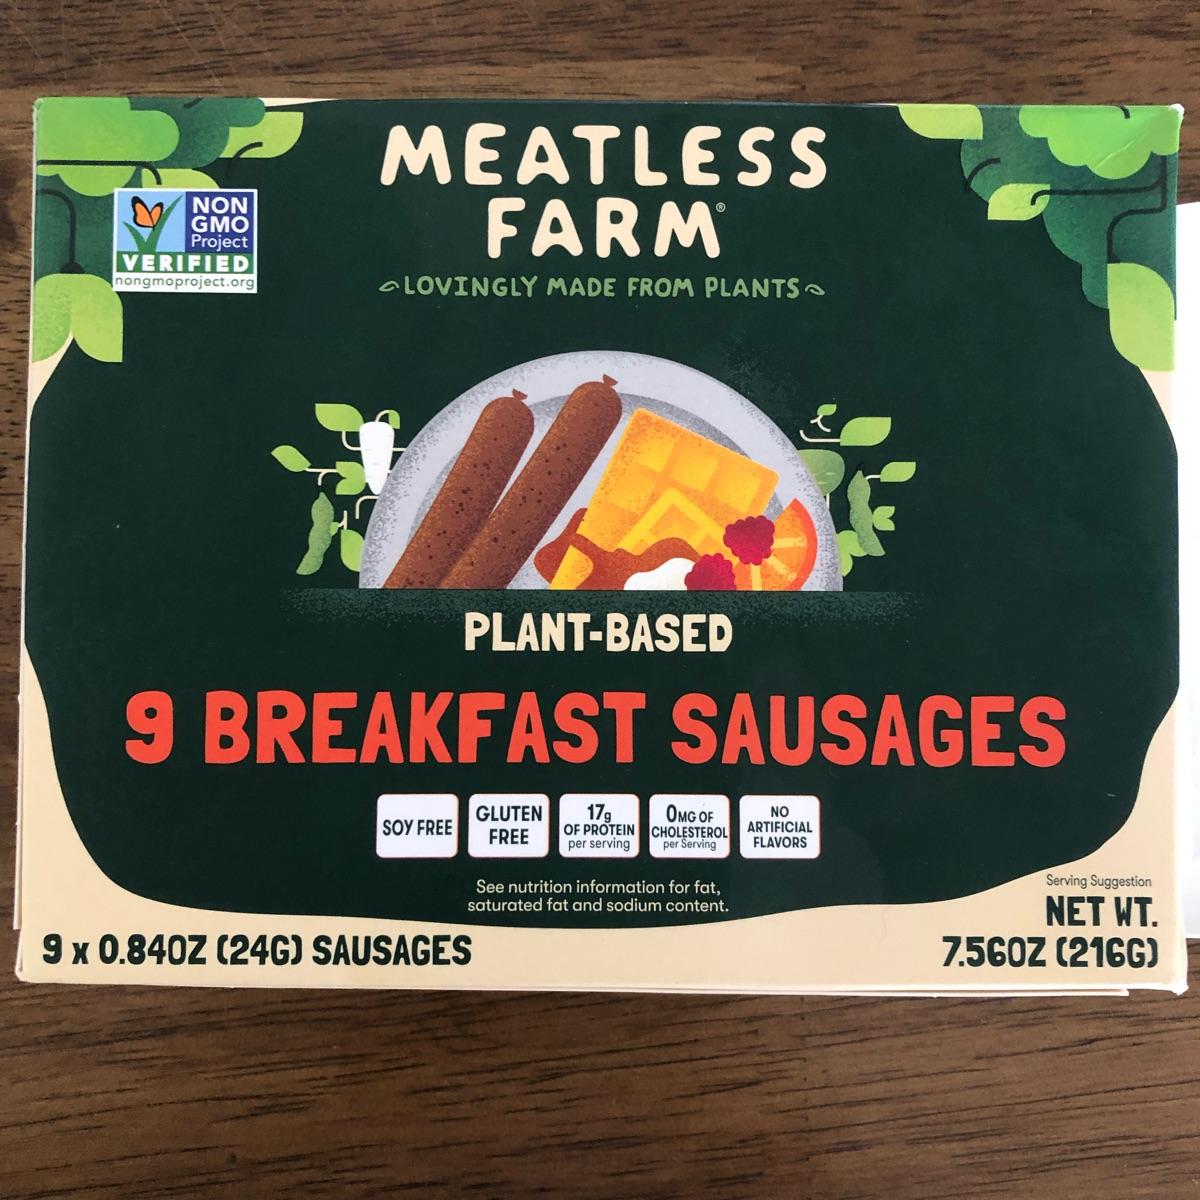 MEATLESS
FARM®
LOVINGLY MADE FROM PLANTS
NON
GMO
Project
VERIFIED
nongmoproject.org
PLANT-BASED
9 BREAKFAST SAUSAGES
SOY FREE
GLUTEN
FREE
17g
OF PROTEIN
per serving
0MG OF
CHOLESTEROL
per Serving
NO
ARTIFICIAL
FLAVORS
See nutrition information for fat,
saturated fat and sodium content.
Serving Suggestion
NET WT.
7.56OZ (216G)
9 x 0.84OZ (24G) SAUSAGES